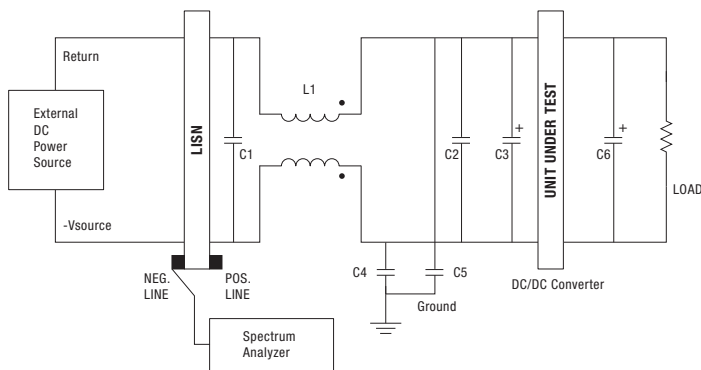 Return
L1
External
DC
Power
Source
LISN
C1
C2
C3
+
UNIT UNDER TEST
C6
+
LOAD
-Vsource
NEG.
LINE
POS.
LINE
C4
C5
Ground
DC/DC Converter
Spectrum
Analyzer